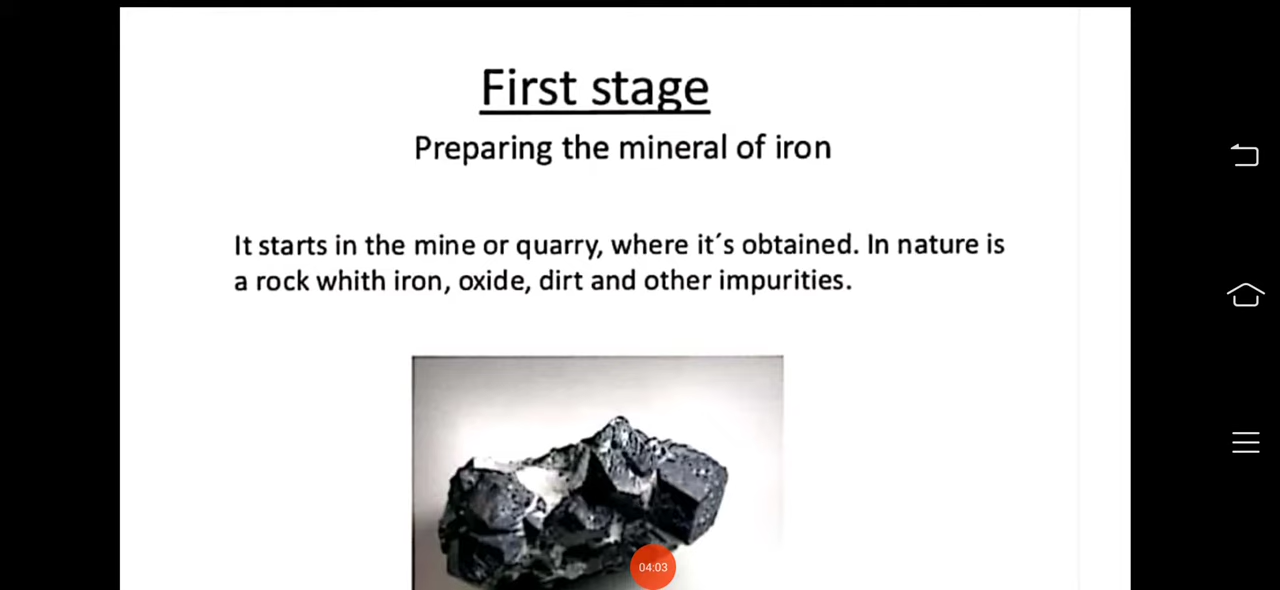 First stage
Preparing the mineral of iron
It starts in the mine or quarry, where it´s obtained. In nature is
a rock whith iron, oxide, dirt and other impurities.
04:03